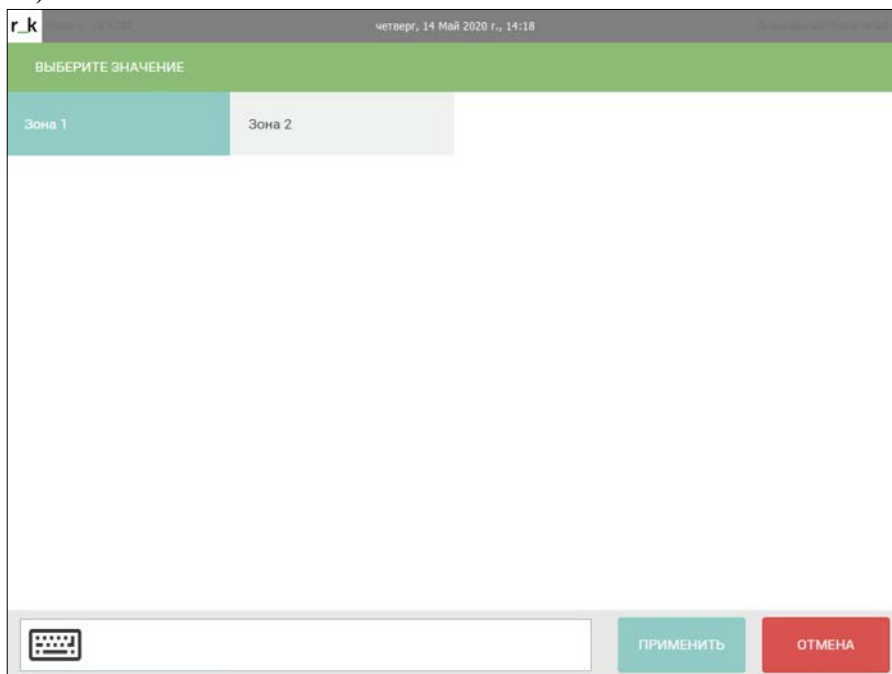 )
r_k
четверг, 14 Май 2020 г., 14:18
ВЫБЕРИТЕ ЗНАЧЕНИЕ
Зона 1 Зона 2
ПРИМЕНИТЬ ОТМЕНА